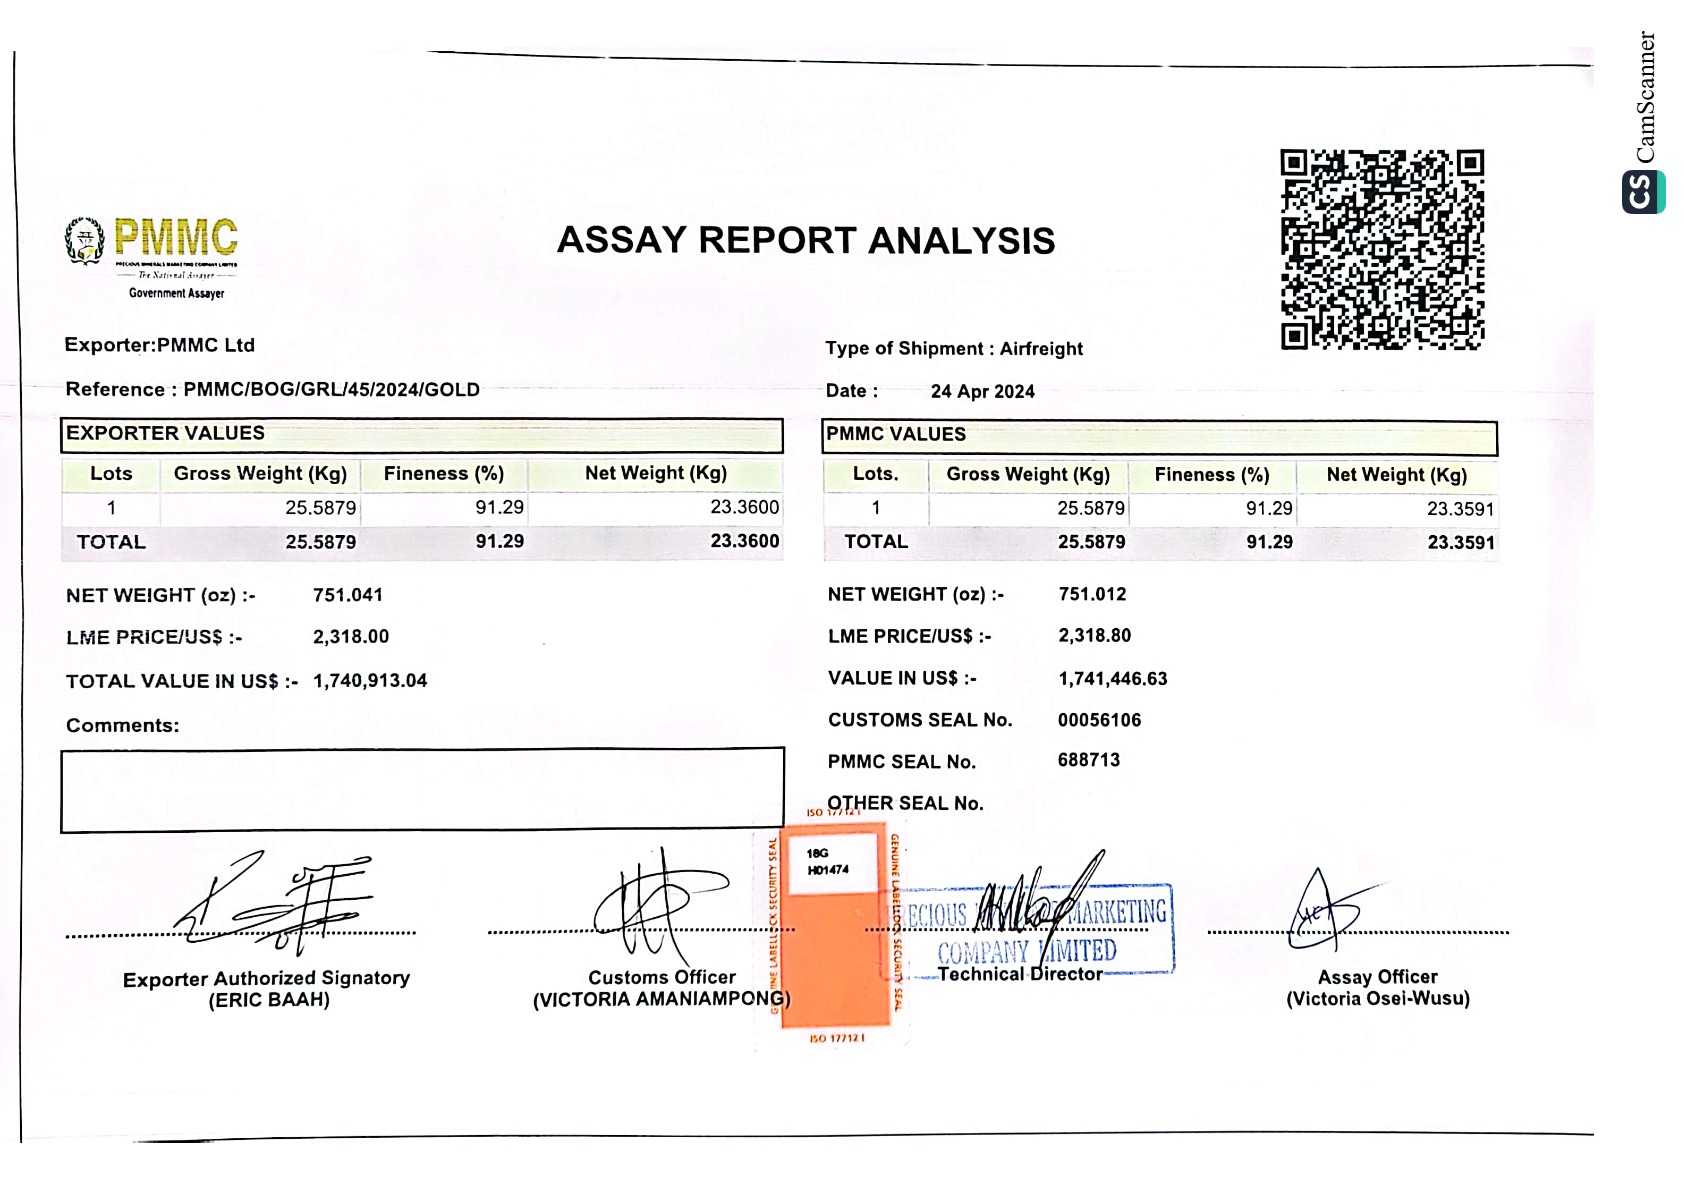 CS CamScanner
PMMC
PRECIOUS MINERALS MARKETING COMPANY LIMITED
The National Assayer
Government Assayer
ASSAY REPORT ANALYSIS
Exporter:PMMC Ltd
Type of Shipment : Airfreight
Reference : PMMC/BOG/GRL/45/2024/GOLD
Date : 24 Apr 2024
EXPORTER VALUES
Lots Gross Weight (Kg) Fineness (%) Net Weight (Kg)
1 25.5879 91.29 23.3600
TOTAL 25.5879 91.29 23.3600
NET WEIGHT (oz) :- 751.041
LME PRICE/US$ :- 2,318.00
TOTAL VALUE IN US$ :- 1,740,913.04
Comments:
PMMC VALUES
Lots. Gross Weight (Kg) Fineness (%) Net Weight (Kg)
1 25.5879 91.29 23.3591
TOTAL 25.5879 91.29 23.3591
NET WEIGHT (oz) :- 751.012
LME PRICE/US$ :- 2,318.80
VALUE IN US$ :- 1,741,446.63
CUSTOMS SEAL No. 00056106
PMMC SEAL No. 688713
OTHER SEAL No.
ISO 17712
18G
H01474
GENUINE LABELLOCK SECURITY SEAL
GENUINE LABELLOCK SECURITY SEAL
ISO 17712
MARKETING
COMPANY LIMITED
Exporter Authorized Signatory
(ERIC BAAH)
Customs Officer
(VICTORIA AMANIAMPONG)
Technical Director
Assay Officer
(Victoria Osei-Wusu)